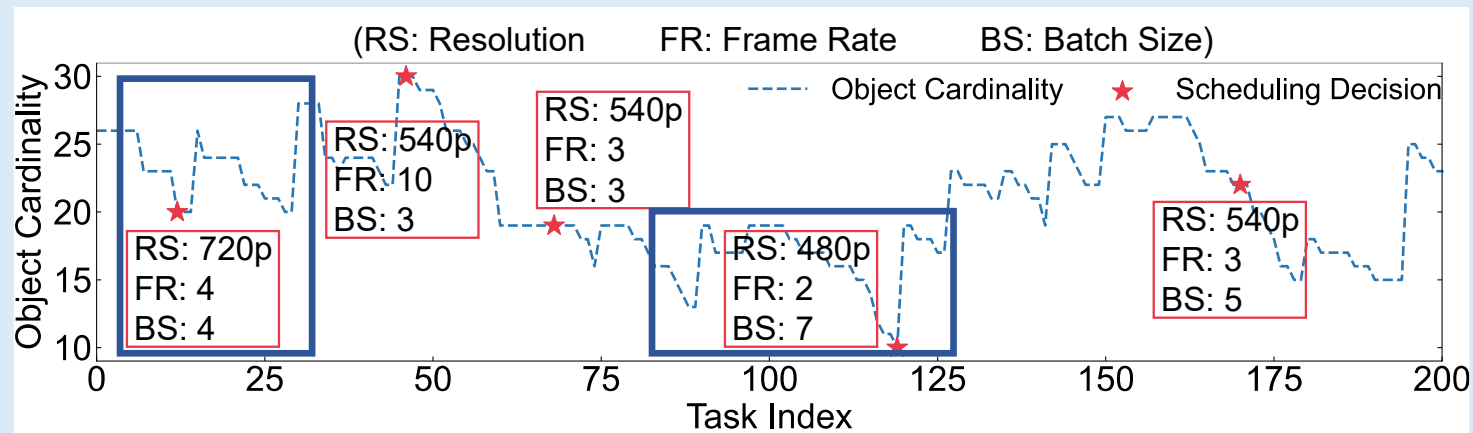 (RS: Resolution FR: Frame Rate BS: Batch Size)
Object Cardinality
30
25
20
15
10
Object Cardinality
Scheduling Decision
RS: 720p
FR: 4
BS: 4
RS: 540p
FR: 10
BS: 3
RS: 540p
FR: 3
BS: 3
RS: 480p
FR: 2
BS: 7
RS: 540p
FR: 3
BS: 5
0 25 50 75 100 125 150 175 200
Task Index